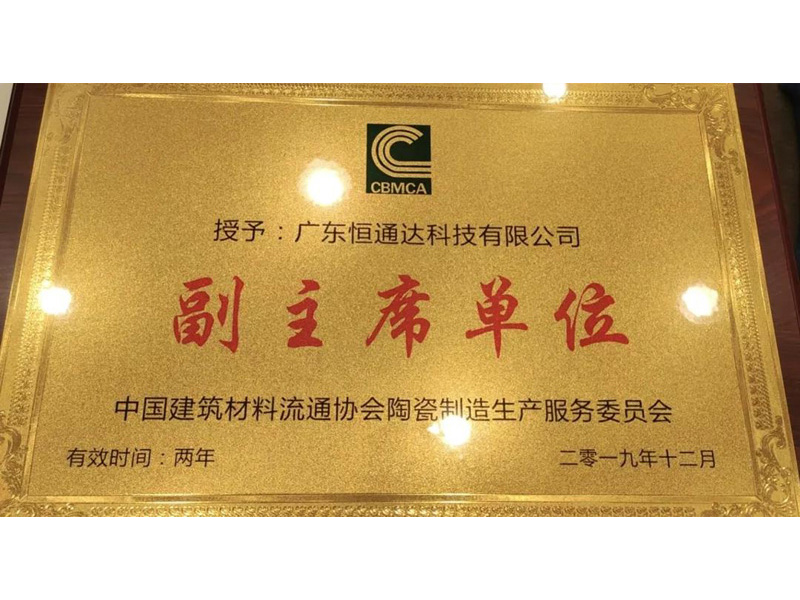 CBMCA
授予：广东恒通达科技有限公司
副主席单位
中国建筑材料流通协会陶瓷制造生产服务委员会
有效时间：两年
二零一九年十二月